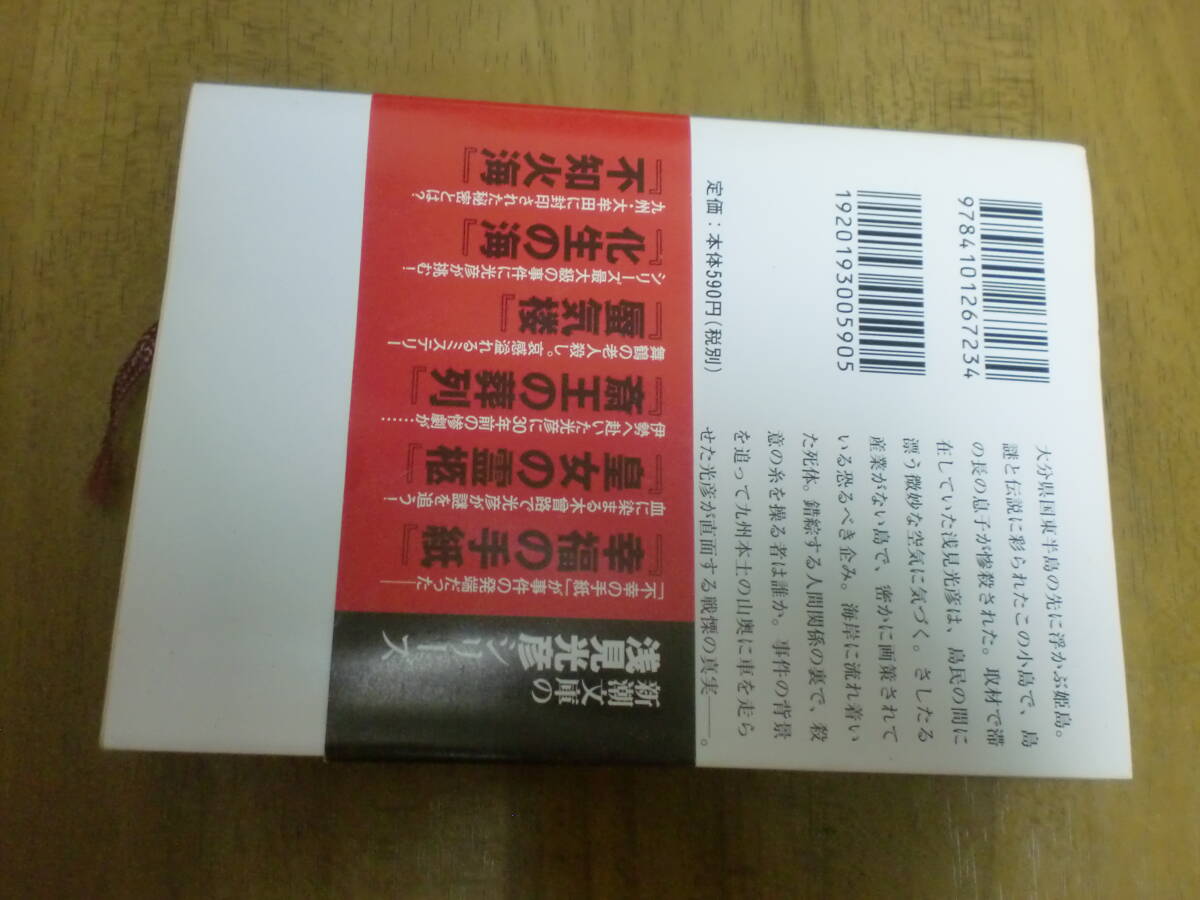 9784101267234
1920193005905
定価：本体590円(税別)
大分県国東半島の先に浮かぶ姫島。
謎と伝説に彩られたこの小島で、島
の長の息子が惨殺された。取材で滞
在していた浅見光彦は、島民の間に
漂う微妙な空気に気づく。さしたる
産業がない島で、密かに画策されて
いる恐るべき企み。海岸に流れ着い
た死体。錯綜する人間関係の裏で、殺
意の糸を操る者は誰か。事件の背景
を追って九州本土の山奥に車を走ら
せた光彦が直面する戦慄の真実――。
新潮文庫の
浅見光彦シリーズ
「不幸の手紙」が事件の発端だった――
『幸福の手紙』
血に染まる木曾路で光彦が謎を追う！
『皇女の霊柩』
伊勢へ赴いた光彦に30年前の惨劇が……
『斎王の葬列』
舞鶴の老人殺し。哀感溢れるミステリー
『蜃気楼』
シリーズ最大級の事件に光彦が挑む！
『化生の海』
九州・大牟田に封印された秘密とは？
『不知火海』